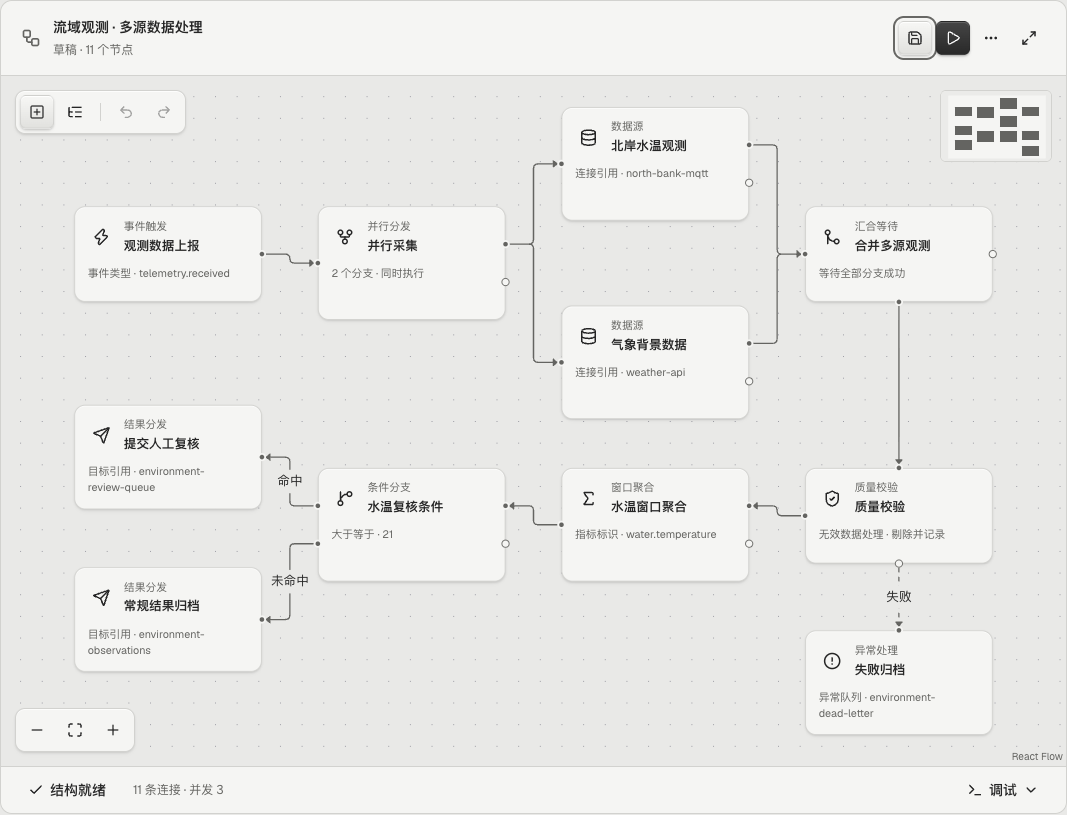 流域观测 · 多源数据处理
草稿 · 11 个节点
数据源
北岸水温观测
连接引用 · north-bank-mqtt
事件触发
观测数据上报
事件类型 · telemetry.received
并行分发
并行采集
2 个分支 · 同时执行
汇合等待
合并多源观测
等待全部分支成功
数据源
气象背景数据
连接引用 · weather-api
结果分发
提交人工复核
目标引用 · environment-
review-queue
命中
条件分支
水温复核条件
大于等于 · 21
窗口聚合
水温窗口聚合
指标标识 · water.temperature
质量校验
质量校验
无效数据处理 · 剔除并记录
未命中
结果分发
常规结果归档
目标引用 · environment-
observations
失败
异常处理
失败归档
异常队列 · environment-
dead-letter
React Flow
结构就绪
11 条连接 · 并发 3
调试